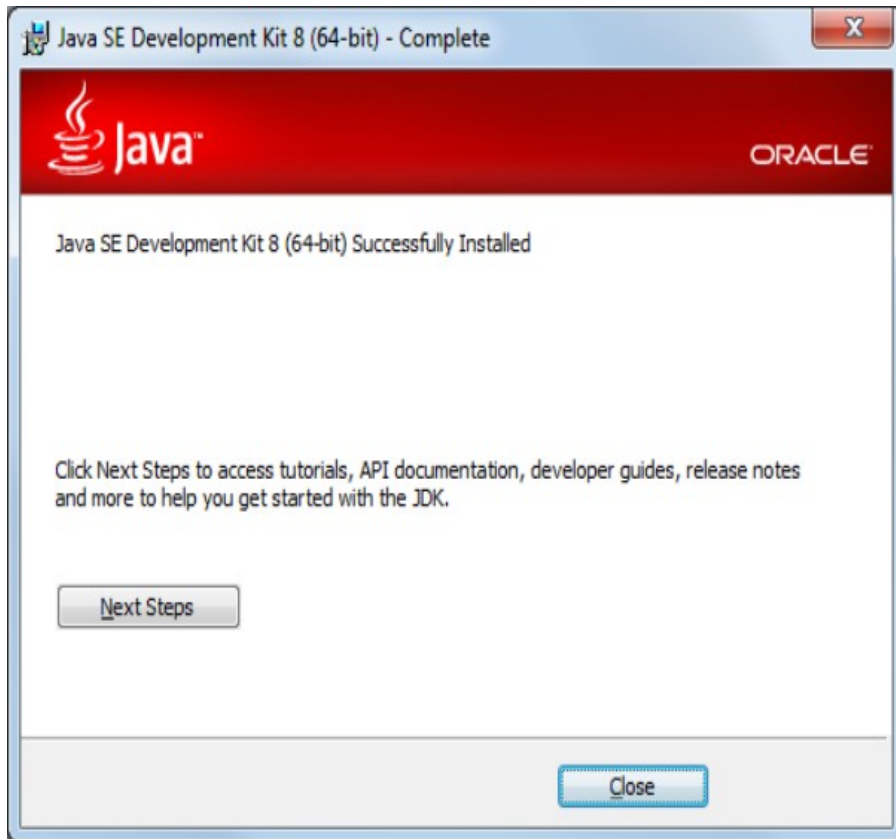 Java SE Development Kit 8 (64-bit) - Complete
X
Java™
ORACLE
Java SE Development Kit 8 (64-bit) Successfully Installed
Click Next Steps to access tutorials, API documentation, developer guides, release notes
and more to help you get started with the JDK.
Next Steps
Close